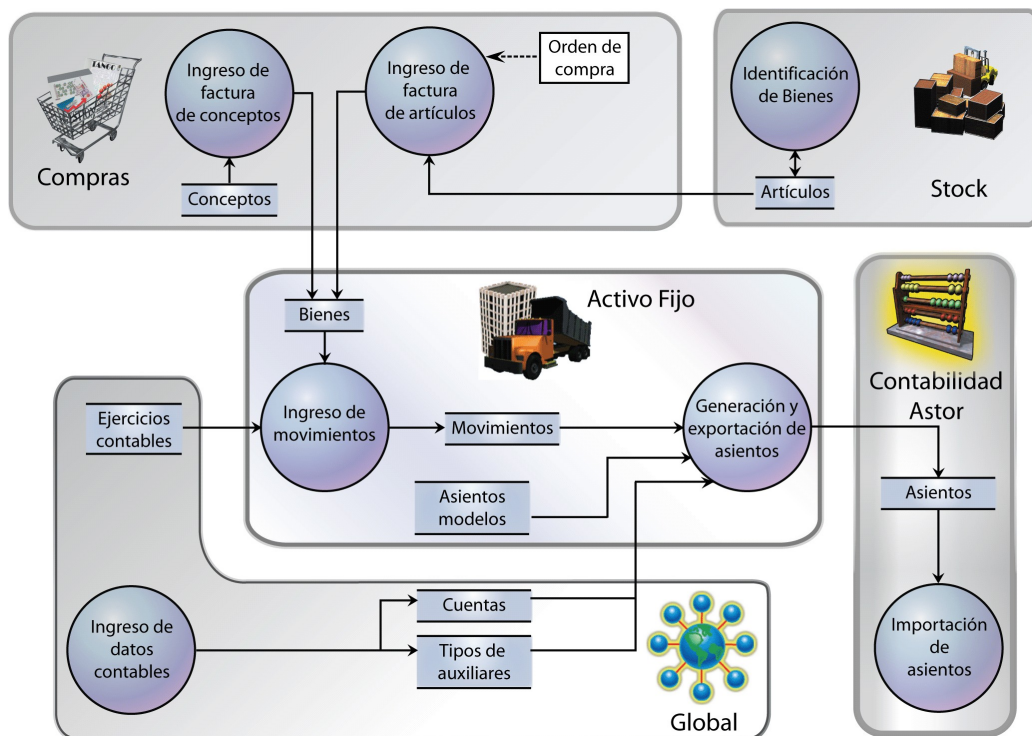 TANGO
Compras
Ingreso de
factura
de conceptos
Conceptos
Ingreso de
factura
de artículos
Orden de
compra
Identificación
de Bienes
Artículos
Stock
Activo Fijo
Bienes
Ingreso de
movimientos
Movimientos
Asientos
modelos
Generación y
exportación de
asientos
Contabilidad
Astor
Asientos
Importación
de
asientos
Ejercicios
contables
Ingreso de
datos
contables
Cuentas
Tipos de
auxiliares
Global